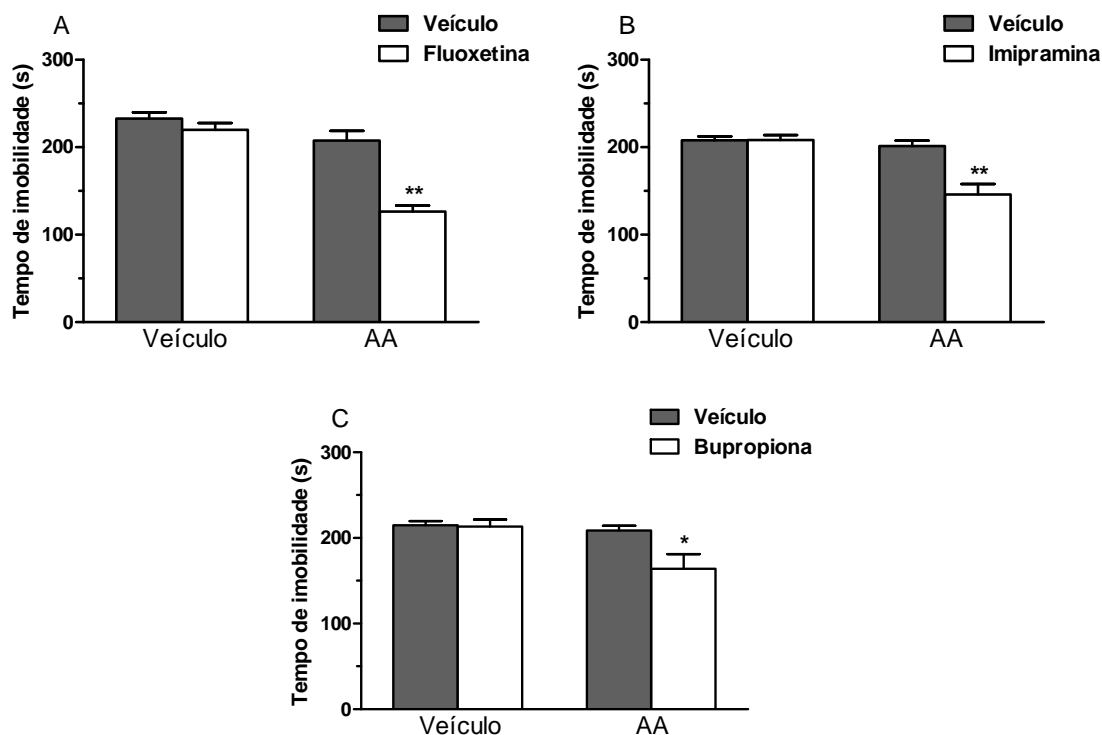 A
Veículo
Fluoxetina
Tempo de imobilidade (s)
300
200
**
100
0
Veículo AA
B
Veículo
Imipramina
Tempo de imobilidade (s)
300
200
**
100
0
Veículo AA
C
Veículo
Bupropiona
Tempo de imobilidade (s)
300
200
*
100
0
Veículo AA